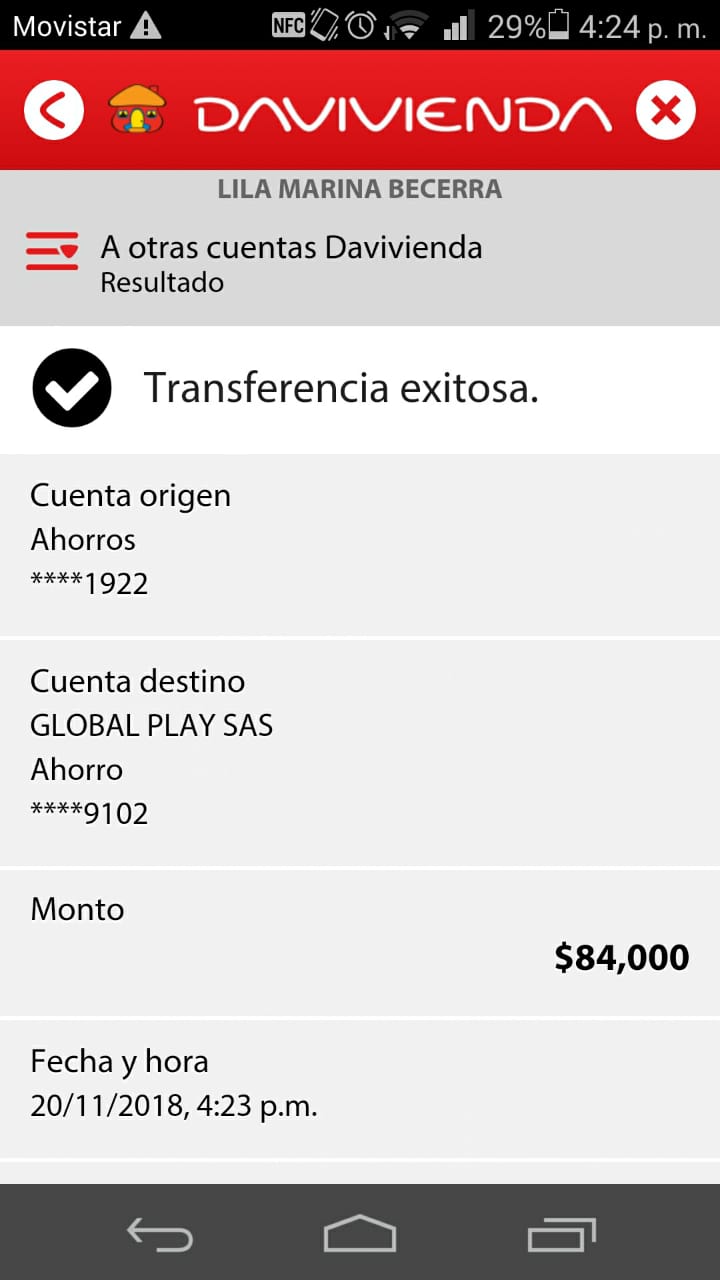 Movistar NFC 29% 4:24 p. m.
DAVIVIENDA
LILA MARINA BECERRA
A otras cuentas Davivienda
Resultado
Transferencia exitosa.
Cuenta origen
Ahorros
****1922
Cuenta destino
GLOBAL PLAY SAS
Ahorro
****9102
Monto
$84,000
Fecha y hora
20/11/2018, 4:23 p.m.